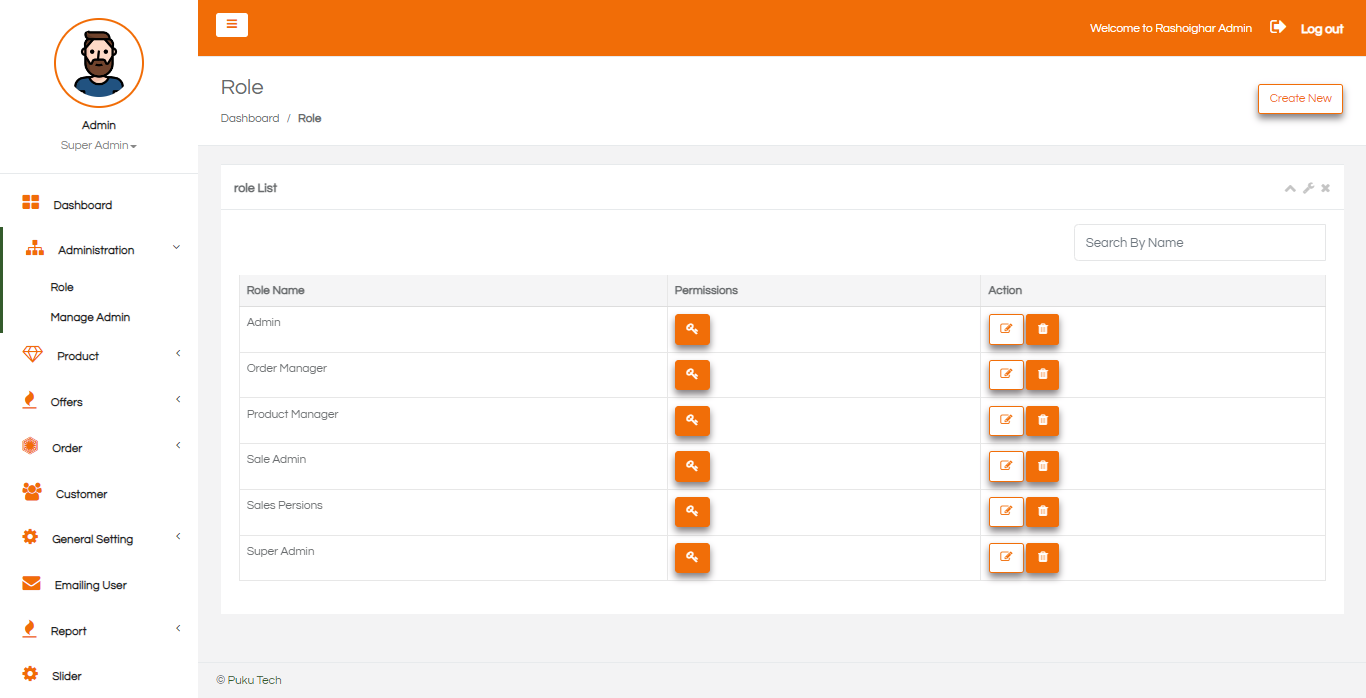 Welcome to Rashoighar Admin Log out
Admin
Super Admin
Dashboard
Administration
Role
Manage Admin
Product
Offers
Order
Customer
General Setting
Emailing User
Report
Slider
Role
Dashboard / Role
Create New
role List
Search By Name
Role Name Permissions Action
Admin
Order Manager
Product Manager
Sale Admin
Sales Persions
Super Admin
© Puku Tech